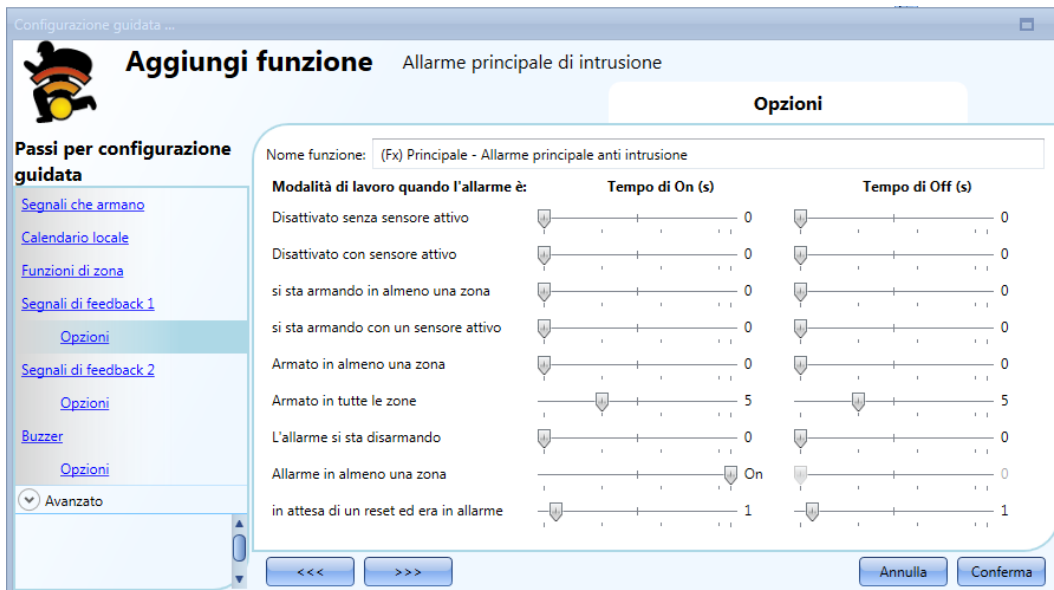 Configurazione guidata ...
Aggiungi funzione Allarme principale di intrusione
Opzioni
Passi per configurazione guidata
Segnali che armano
Calendario locale
Funzioni di zona
Segnali di feedback 1
Opzioni
Segnali di feedback 2
Opzioni
Buzzer
Opzioni
Avanzato
Nome funzione: (Fx) Principale - Allarme principale anti intrusione
Modalità di lavoro quando l'allarme è: Tempo di On (s) Tempo di Off (s)
Disattivato senza sensore attivo 0 0
Disattivato con sensore attivo 0 0
si sta armando in almeno una zona 0 0
si sta armando con un sensore attivo 0 0
Armato in almeno una zona 0 0
Armato in tutte le zone 5 5
L'allarme si sta disarmando 0 0
Allarme in almeno una zona On 0
in attesa di un reset ed era in allarme 1 1
<<< >>> Annulla Conferma